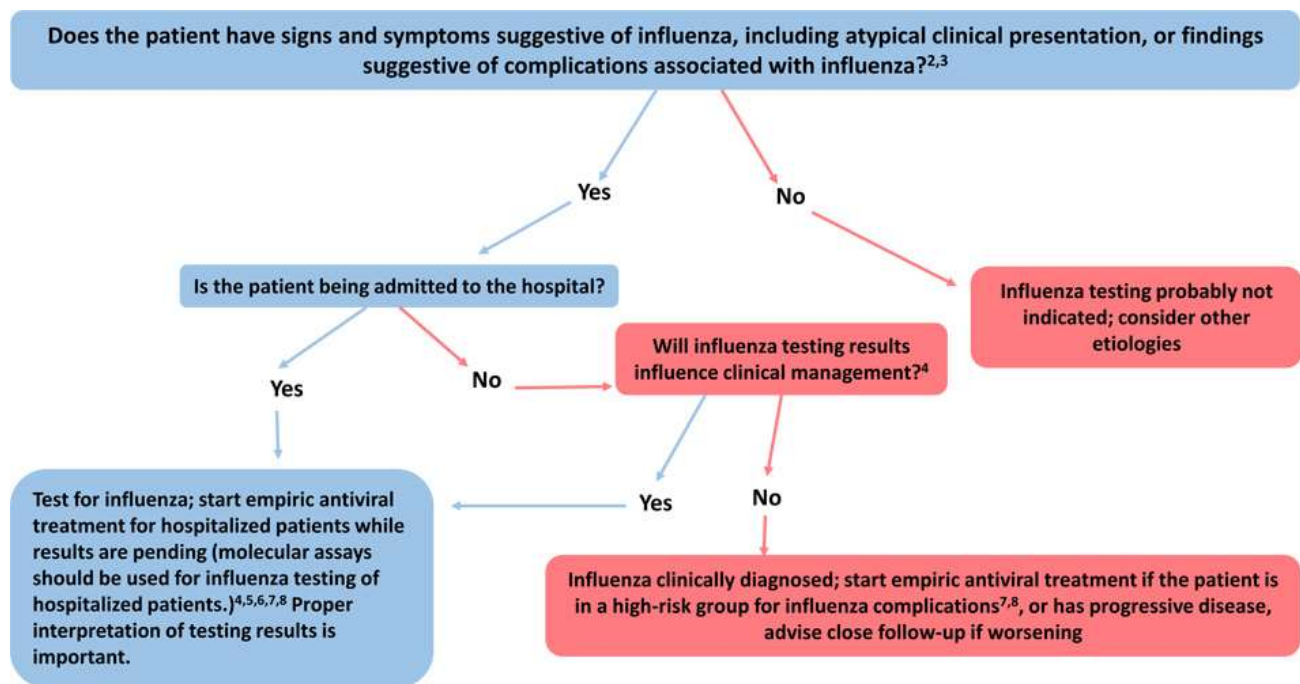 Does the patient have signs and symptoms suggestive of influenza, including atypical clinical presentation, or findings
suggestive of complications associated with influenza?2,3
Yes
No
Is the patient being admitted to the hospital?
Influenza testing probably not
indicated; consider other
etiologies
Will influenza testing results
influence clinical management?4
Yes
No
Yes
No
Test for influenza; start empiric antiviral
treatment for hospitalized patients while
results are pending (molecular assays
should be used for influenza testing of
hospitalized patients.)4,5,6,7,8 Proper
interpretation of testing results is
important.
Influenza clinically diagnosed; start empiric antiviral treatment if the patient is
in a high-risk group for influenza complications7,8, or has progressive disease,
advise close follow-up if worsening